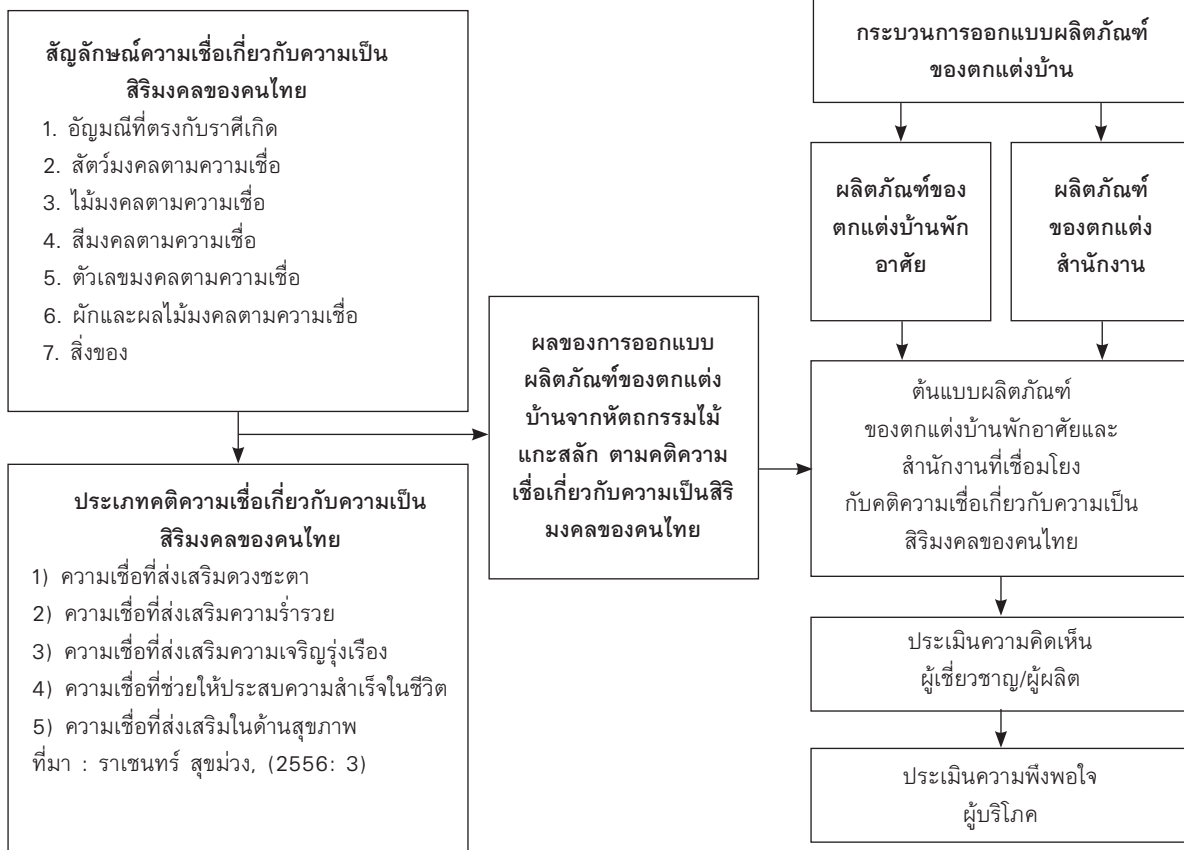 สัญลักษณ์ความเชื่อเกี่ยวกับความเป็น
สิริมงคลของคนไทย
1. อัญมณีที่ตรงกับราศีเกิด
2. สัตว์มงคลตามความเชื่อ
3. ไม้มงคลตามความเชื่อ
4. สีมงคลตามความเชื่อ
5. ตัวเลขมงคลตามความเชื่อ
6. ผักและผลไม้มงคลตามความเชื่อ
7. สิ่งของ
ประเภทคติความเชื่อเกี่ยวกับความเป็น
สิริมงคลของคนไทย
1) ความเชื่อที่ส่งเสริมดวงชะตา
2) ความเชื่อที่ส่งเสริมความร่ำรวย
3) ความเชื่อที่ส่งเสริมความเจริญรุ่งเรือง
4) ความเชื่อที่ช่วยให้ประสบความสำเร็จในชีวิต
5) ความเชื่อที่ส่งเสริมในด้านสุขภาพ
ที่มา : ราเชนทร์ สุขม่วง, (2556: 3)
ผลของการออกแบบ
ผลิตภัณฑ์ของตกแต่ง
บ้านจากหัตถกรรมไม้
แกะสลัก ตามคติความ
เชื่อเกี่ยวกับความเป็นสิริ
มงคลของคนไทย
กระบวนการออกแบบผลิตภัณฑ์
ของตกแต่งบ้าน
ผลิตภัณฑ์ของ
ตกแต่งบ้านพัก
อาศัย
ผลิตภัณฑ์
ของตกแต่ง
สำนักงาน
ต้นแบบผลิตภัณฑ์
ของตกแต่งบ้านพักอาศัยและ
สำนักงานที่เชื่อมโยง
กับคติความเชื่อเกี่ยวกับความเป็น
สิริมงคลของคนไทย
ประเมินความคิดเห็น
ผู้เชี่ยวชาญ/ผู้ผลิต
ประเมินความพึงพอใจ
ผู้บริโภค